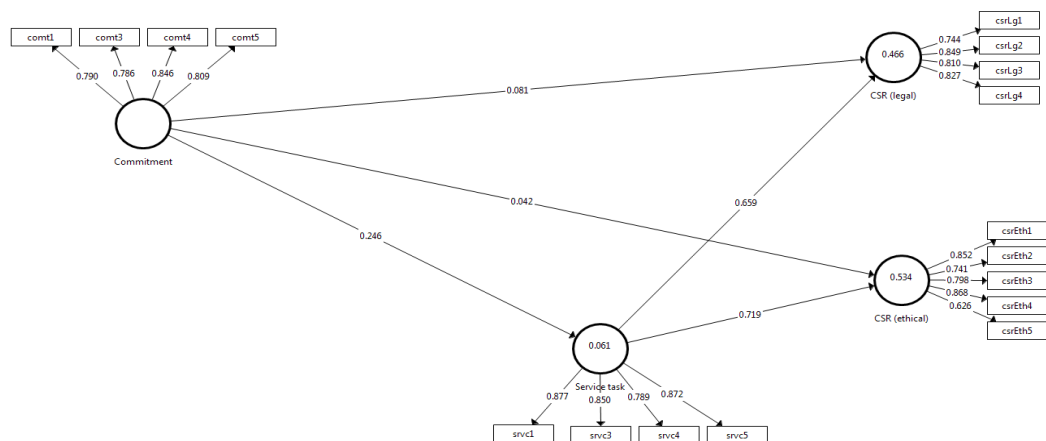 comt1 comt3 comt4 comt5
0.790 0.786 0.846 0.809
Commitment
csrLg1
csrLg2
csrLg3
csrLg4
0.744
0.849
0.810
0.827
0.466
CSR (legal)
0.081
0.042
0.659
0.246
csrEth1
csrEth2
csrEth3
csrEth4
csrEth5
0.852
0.741
0.798
0.868
0.626
0.534
CSR (ethical)
0.719
0.061
Service task
0.877 0.850 0.789 0.872
srvc1 srvc3 srvc4 srvc5